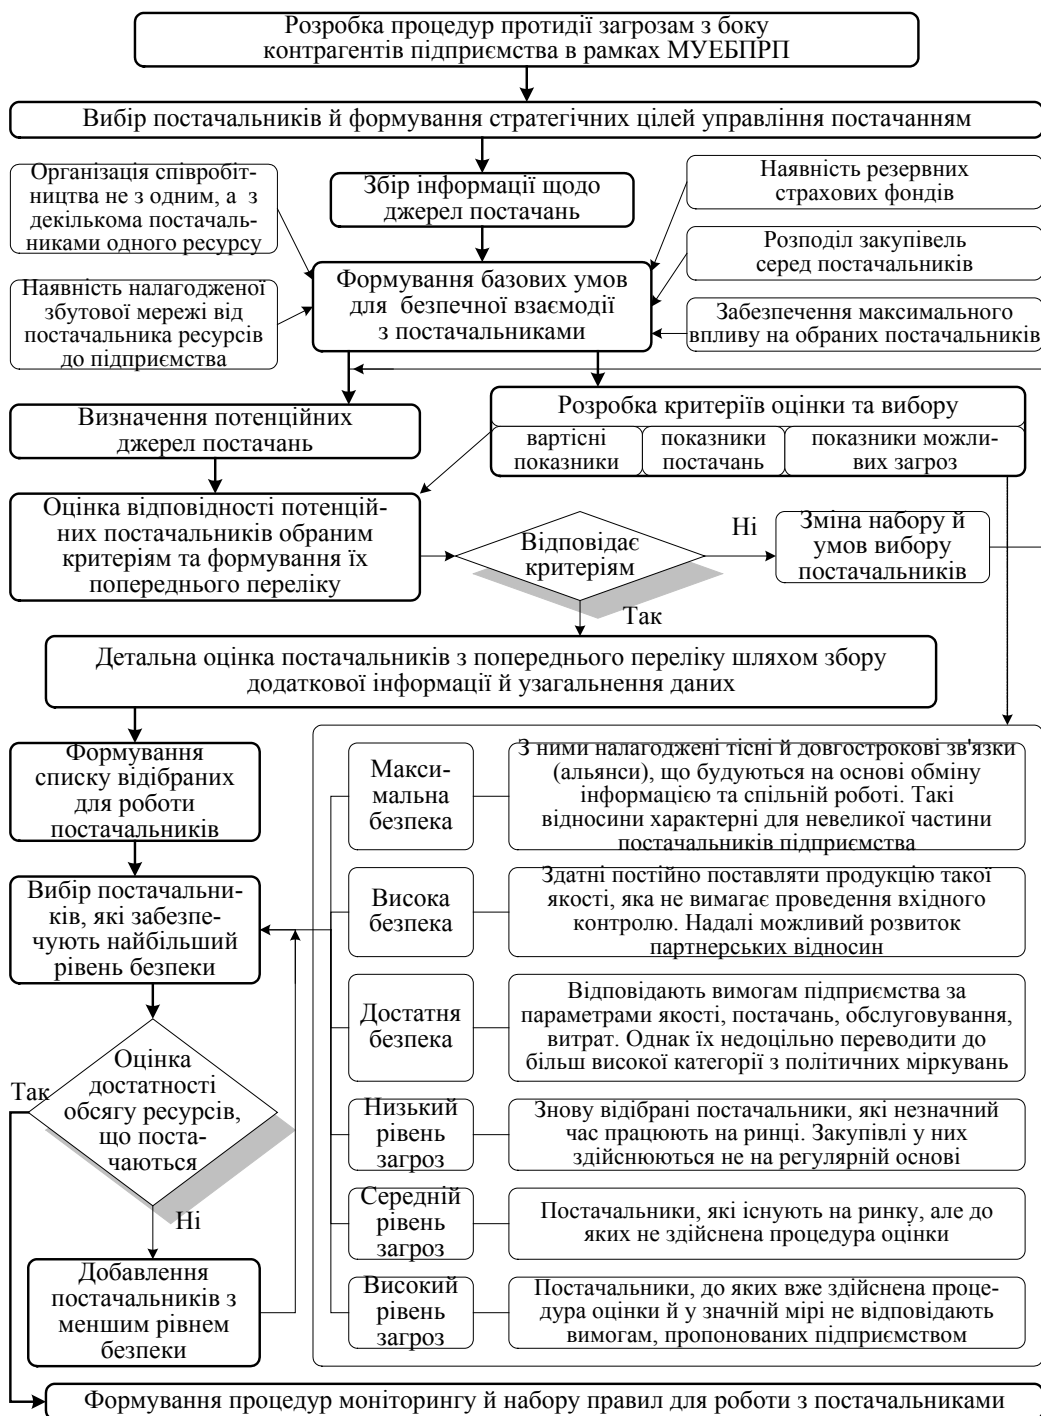 Розробка процедур протидії загрозам з боку
контрагентів підприємства в рамках МУЕБПРП
Вибір постачальників й формування стратегічних цілей управління постачанням
Організація співробіт-
ництва не з одним, а з
декількома постачаль-
никами одного ресурсу
Збір інформації щодо
джерел постачань
Наявність резервних
страхових фондів
Розподіл закупівель
серед постачальників
Наявність налагодженої
збутової мережі від
постачальника ресурсів
до підприємства
Формування базових умов
для безпечної взаємодії
з постачальниками
Забезпечення максимального
впливу на обраних постачальників
Визначення потенційних
джерел постачань
Розробка критеріїв оцінки та вибору
вартісні
показники
показники
постачань
показники можли-
вих загроз
Оцінка відповідності потенцій-
них постачальників обраним
критеріям та формування їх
попереднього переліку
Відповідає
критеріям
Ні
Зміна набору й
умов вибору
постачальників
Так
Детальна оцінка постачальників з попереднього переліку шляхом збору
додаткової інформації й узагальнення даних
Формування
списку відібраних
для роботи
постачальників
Макси-
мальна
безпека
З ними налагоджені тісні й довгострокові зв'язки
(альянси), що будуються на основі обміну
інформацією та спільній роботі. Такі
відносини характерні для невеликої частини
постачальників підприємства
Вибір постачальни-
ків, які забезпе-
чують найбільший
рівень безпеки
Висока
безпека
Здатні постійно поставляти продукцію такої
якості, яка не вимагає проведення вхідного
контролю. Надалі можливий розвиток
партнерських відносин
Достатня
безпека
Відповідають вимогам підприємства за
параметрами якості, постачань, обслуговування,
витрат. Однак їх недоцільно переводити до
більш високої категорії з політичних міркувань
Так
Оцінка
достатності
обсягу ресурсів,
що поста-
чаються
Низький
рівень
загроз
Знову відібрані постачальники, які незначний
час працюють на ринці. Закупівлі у них
здійснюються не на регулярній основі
Ні
Середній
рівень
загроз
Постачальники, які існують на ринку, але до
яких не здійснена процедура оцінки
Добавлення
постачальників з
меншим рівнем
безпеки
Високий
рівень
загроз
Постачальники, до яких вже здійснена проце-
дура оцінки й у значній мірі не відповідають
вимогам, пропонованих підприємством
Формування процедур моніторингу й набору правил для роботи з постачальниками